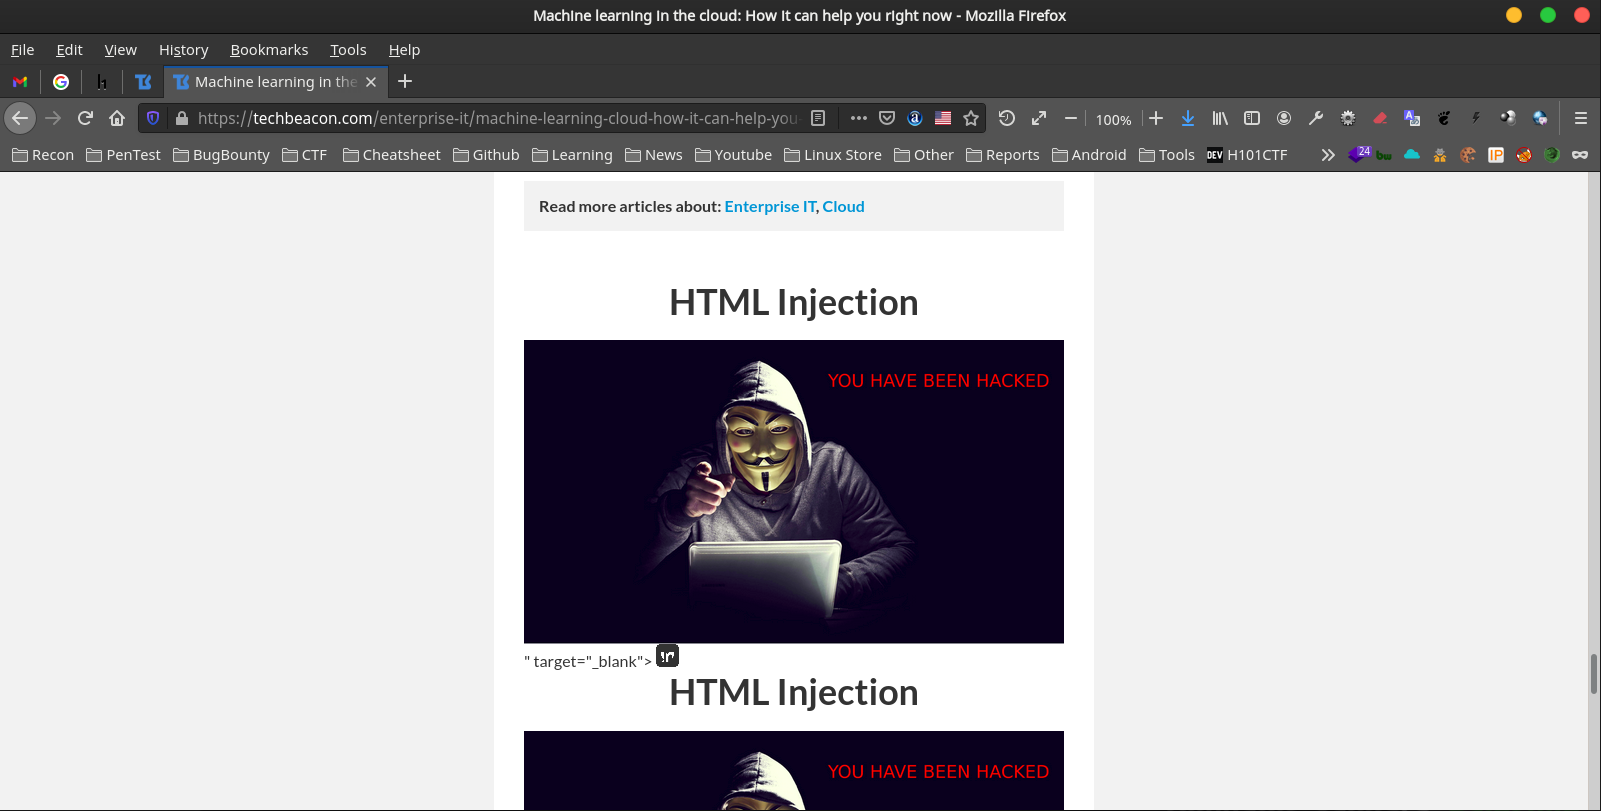 Machine learning in the cloud: How it can help you right now - Mozilla Firefox
File Edit View History Bookmarks Tools Help
Machine learning in the
https://techbeacon.com/enterprise-it/machine-learning-cloud-how-it-can-help-you- 100%
Recon PenTest BugBounty CTF Cheatsheet Github Learning News Youtube Linux Store Other Reports Android Tools DEV H101CTF 24 bw IP
Read more articles about: Enterprise IT, Cloud
HTML Injection
YOU HAVE BEEN HACKED
" target="_blank">
HTML Injection
YOU HAVE BEEN HACKED